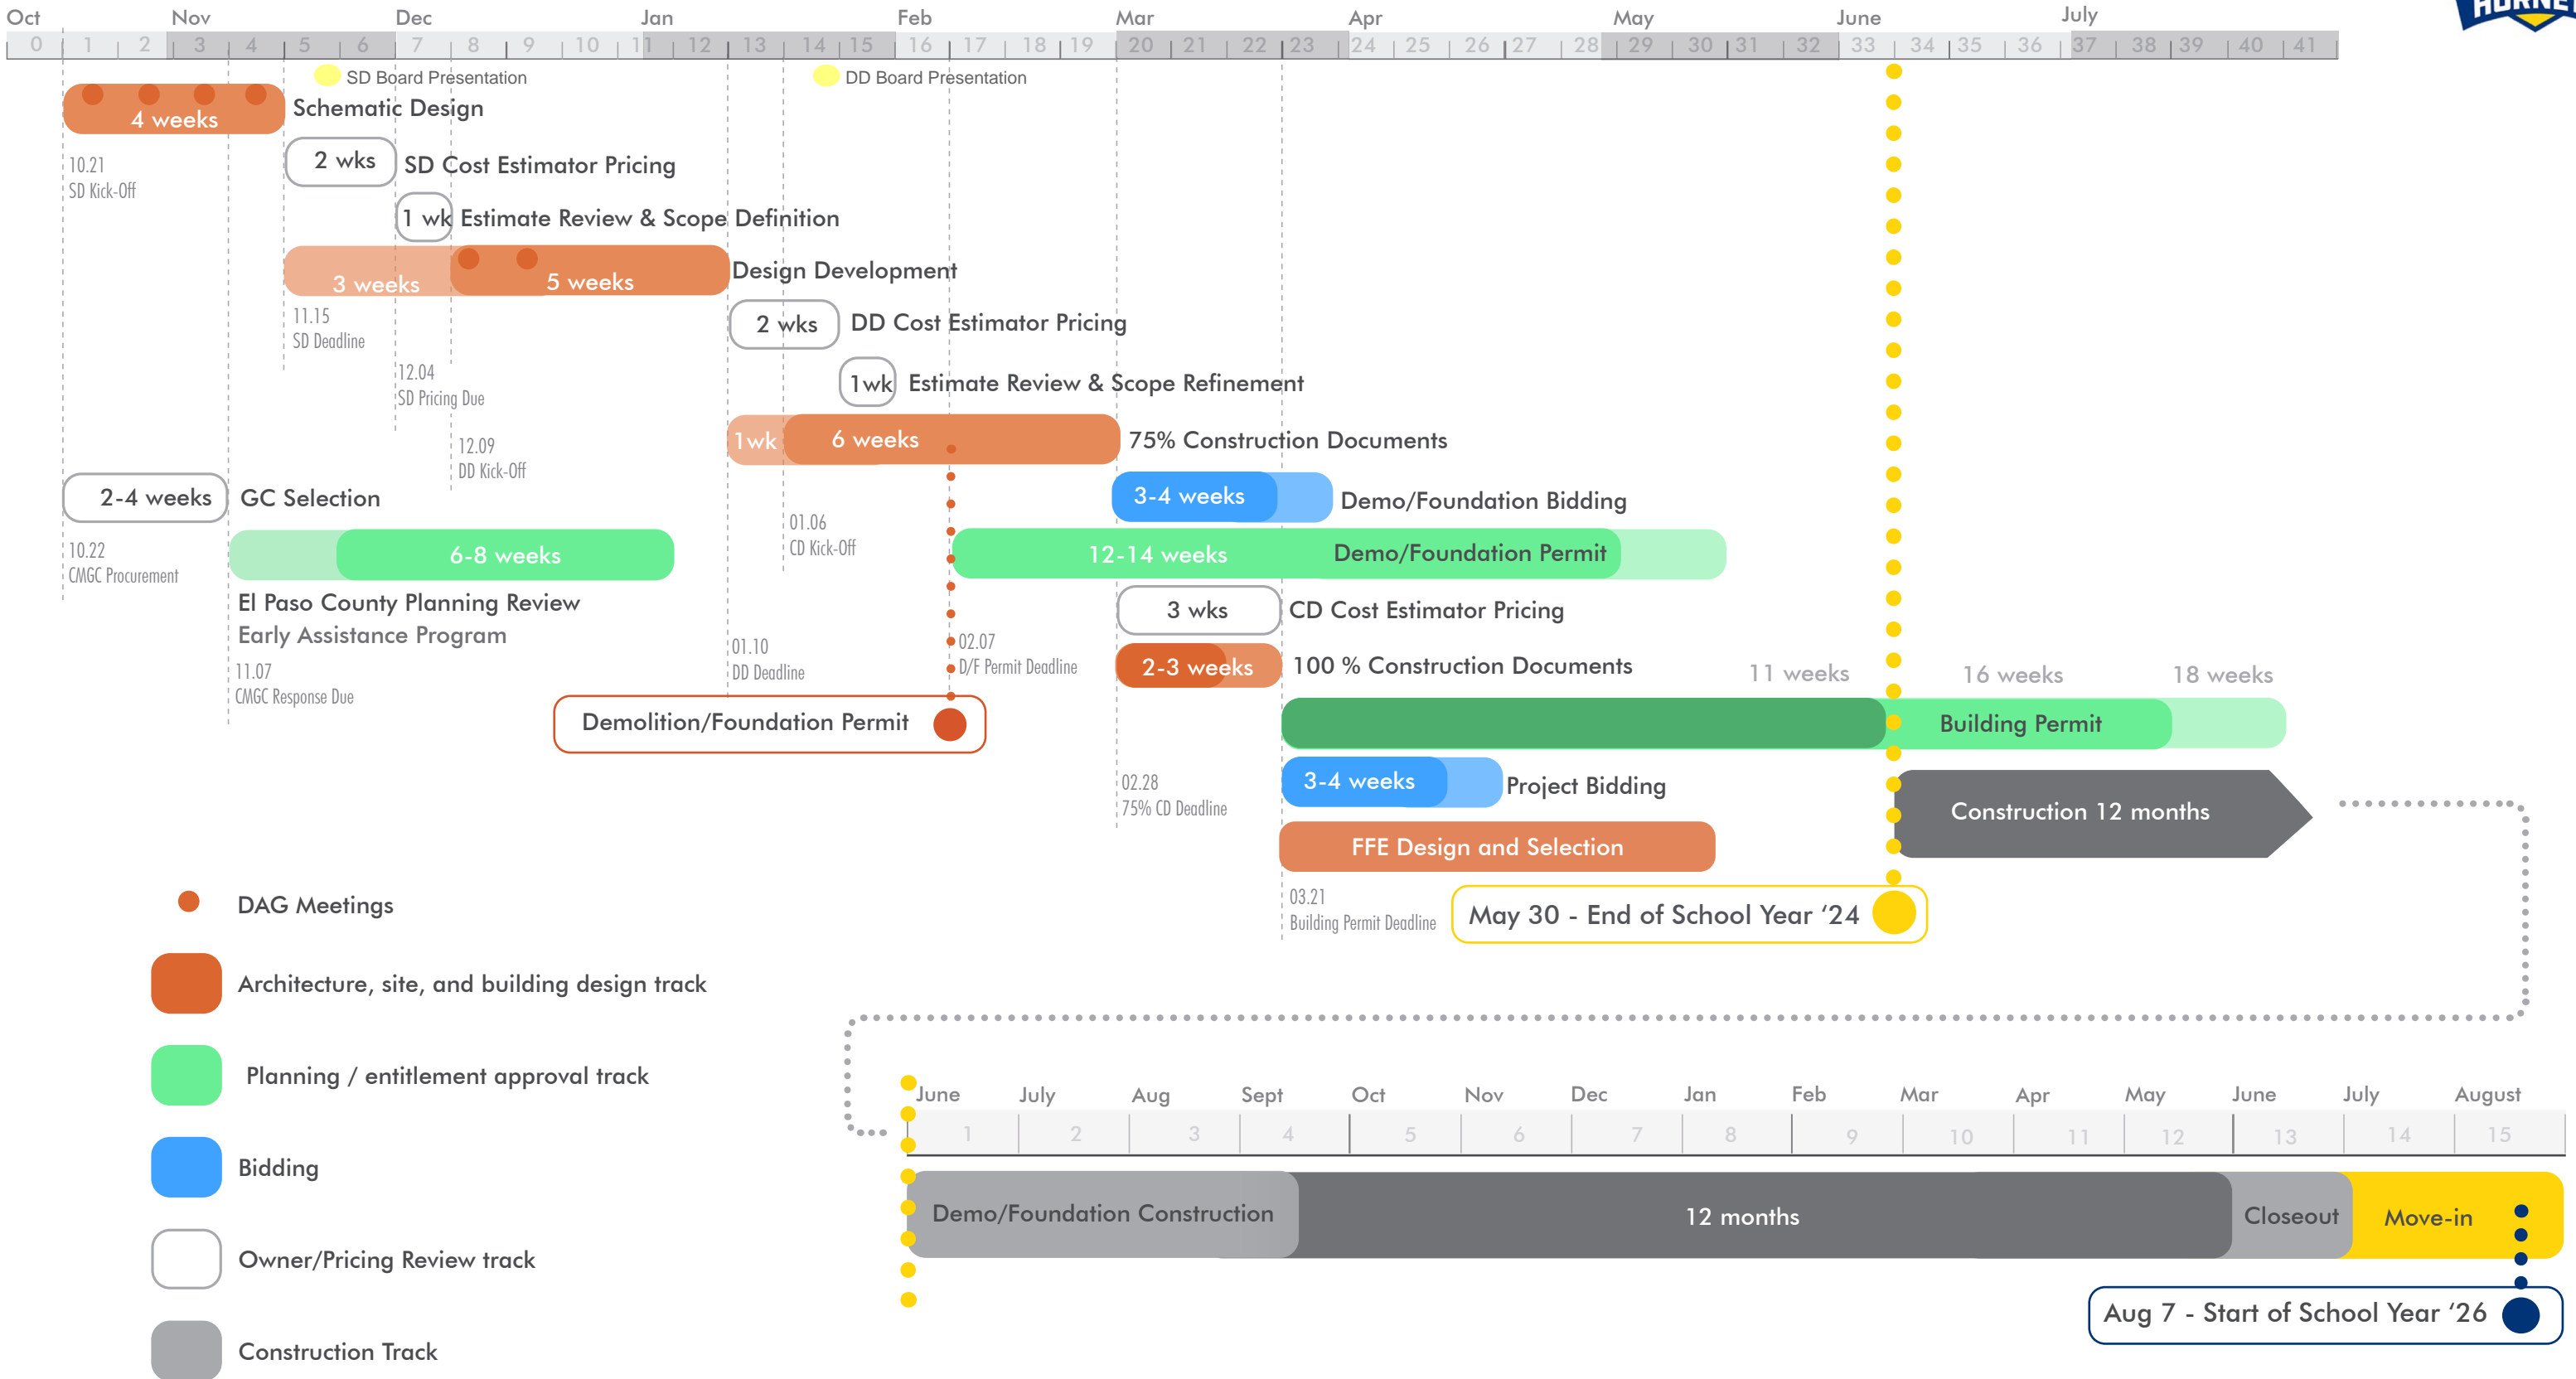 Oct Nov Dec Jan Feb Mar Apr May June July
0 1 2 3 4 5 6 7 8 9 10 11 12 13 14 15 16 17 18 19 20 21 22 23 24 25 26 27 28 29 30 31 32 33 34 35 36 37 38 39 40 41
SD Board Presentation
DD Board Presentation
4 weeks
Schematic Design
10.21
SD Kick-Off
2 wks
SD Cost Estimator Pricing
1 wk
Estimate Review & Scope Definition
3 weeks
5 weeks
Design Development
11.15
SD Deadline
2 wks
DD Cost Estimator Pricing
12.04
SD Pricing Due
1wk
Estimate Review & Scope Refinement
1wk
6 weeks
75% Construction Documents
12.09
DD Kick-Off
2-4 weeks
GC Selection
3-4 weeks
Demo/Foundation Bidding
10.22
CMGC Procurement
6-8 weeks
01.06
CD Kick-Off
12-14 weeks
Demo/Foundation Permit
El Paso County Planning Review
Early Assistance Program
3 wks
CD Cost Estimator Pricing
11.07
CMGC Response Due
01.10
DD Deadline
02.07
D/F Permit Deadline
2-3 weeks
100 % Construction Documents
11 weeks
16 weeks
18 weeks
Demolition/Foundation Permit
Building Permit
02.28
75% CD Deadline
3-4 weeks
Project Bidding
Construction 12 months
FFE Design and Selection
03.21
Building Permit Deadline
May 30 - End of School Year ‘24
DAG Meetings
Architecture, site, and building design track
Planning / entitlement approval track
Bidding
Owner/Pricing Review track
Construction Track
June July Aug Sept Oct Nov Dec Jan Feb Mar Apr May June July August
1 2 3 4 5 6 7 8 9 10 11 12 13 14 15
Demo/Foundation Construction
12 months
Closeout
Move-in
Aug 7 - Start of School Year ‘26